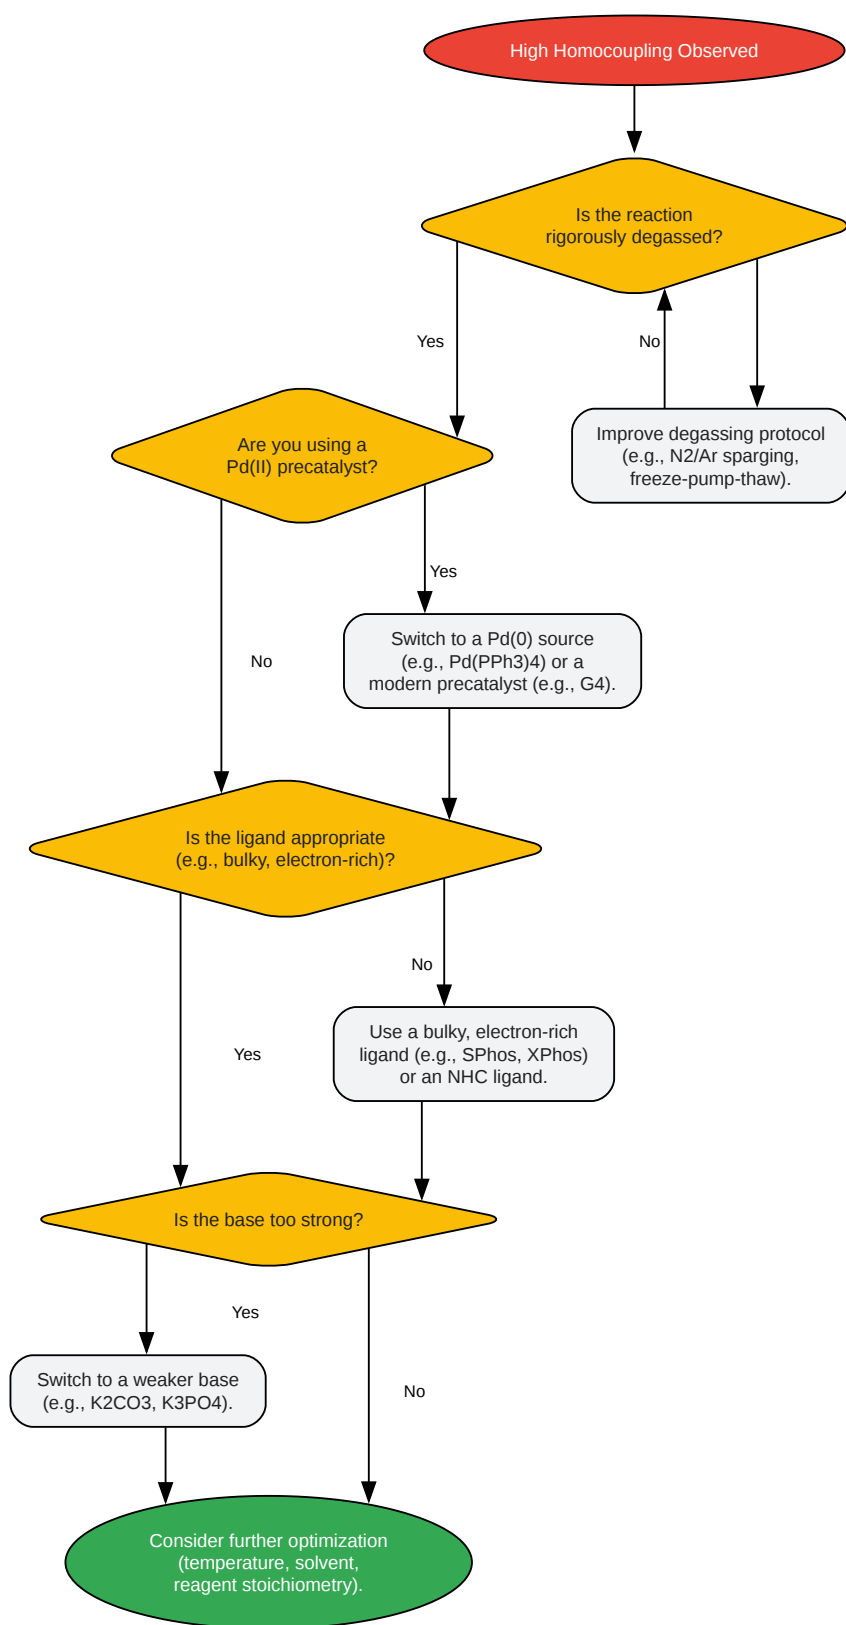 High Homocoupling Observed
Is the reaction
rigorously degassed?
Yes
No
Improve degassing protocol
(e.g., N2/Ar sparging,
freeze-pump-thaw).
Are you using a
Pd(II) precatalyst?
Yes
No
Switch to a Pd(0) source
(e.g., Pd(PPh3)4) or a
modern precatalyst (e.g., G4).
Is the ligand appropriate
(e.g., bulky, electron-rich)?
No
Yes
Use a bulky, electron-rich
ligand (e.g., SPhos, XPhos)
or an NHC ligand.
Is the base too strong?
Yes
No
Switch to a weaker base
(e.g., K2CO3, K3PO4).
Consider further optimization
(temperature, solvent,
reagent stoichiometry).